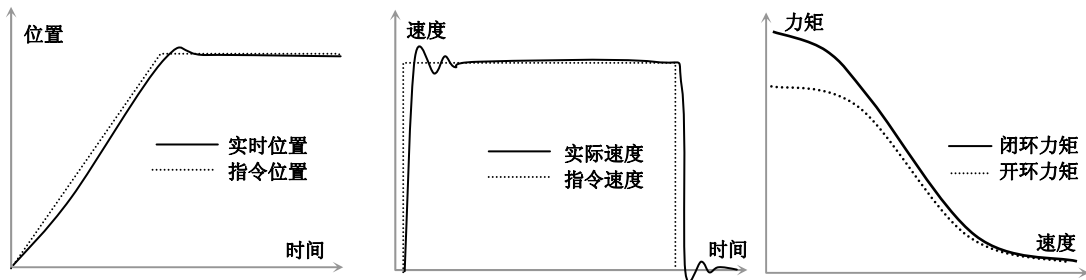 位置
实时位置
指令位置
时间
速度
实际速度
指令速度
时间
力矩
闭环力矩
开环力矩
速度